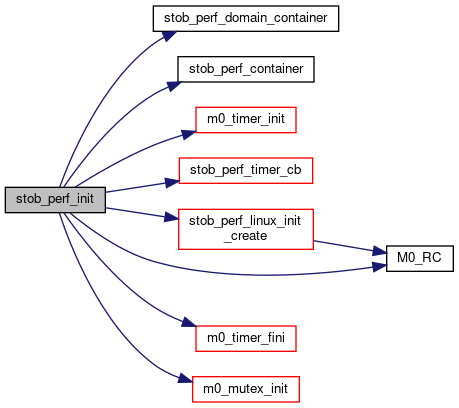 stob_perf_domain_container
stob_perf_container
m0_timer_init
stob_perf_timer_cb
stob_perf_init
stob_perf_linux_init
_create
M0_RC
m0_timer_fini
m0_mutex_init